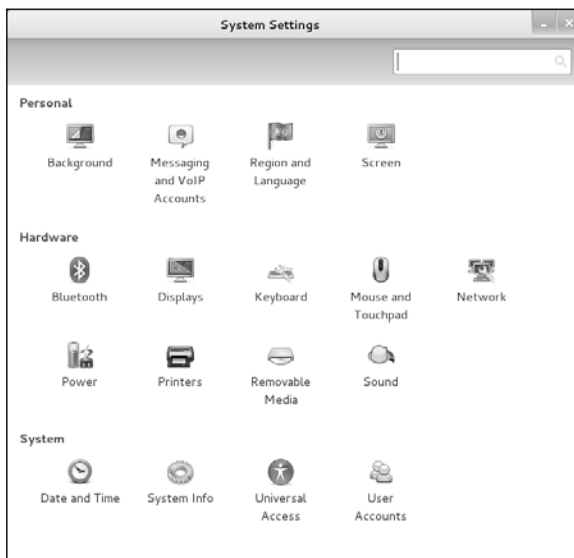 System Settings
Personal
Background
Messaging
and VoIP
Accounts
Region and
Language
Screen
Hardware
Bluetooth
Displays
Keyboard
Mouse and
Touchpad
Network
Power
Printers
Removable
Media
Sound
System
Date and Time
System Info
Universal
Access
User
Accounts